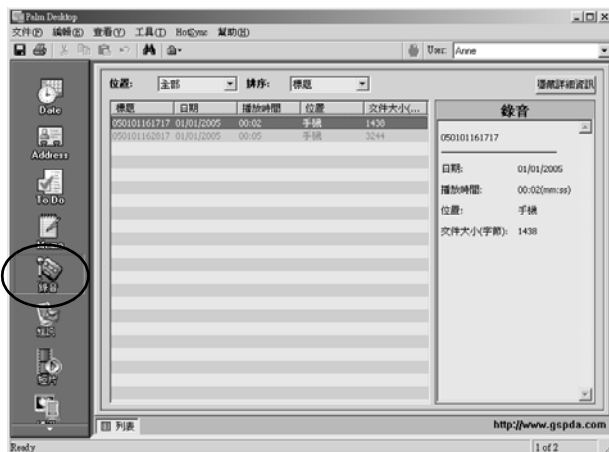 Palm Desktop
文件(F) 編輯(E) 查看(V) 工具(T) HotSync 幫助(H)
User: Anne
Date
Address
To Do
Memo
錄音
短片
位置: 全部 排序: 標題 隱藏詳細資訊
標題 日期 播放時間 位置 文件大小(...
050101161717 01/01/2005 00:02 手機 1438
050101162817 01/01/2005 00:05 手機 3244
錄音
050101161717
日期: 01/01/2005
播放時間: 00:02(mm:ss)
位置: 手機
文件大小(字節): 1438
列表
http://www.gspda.com
Ready 1 of 2